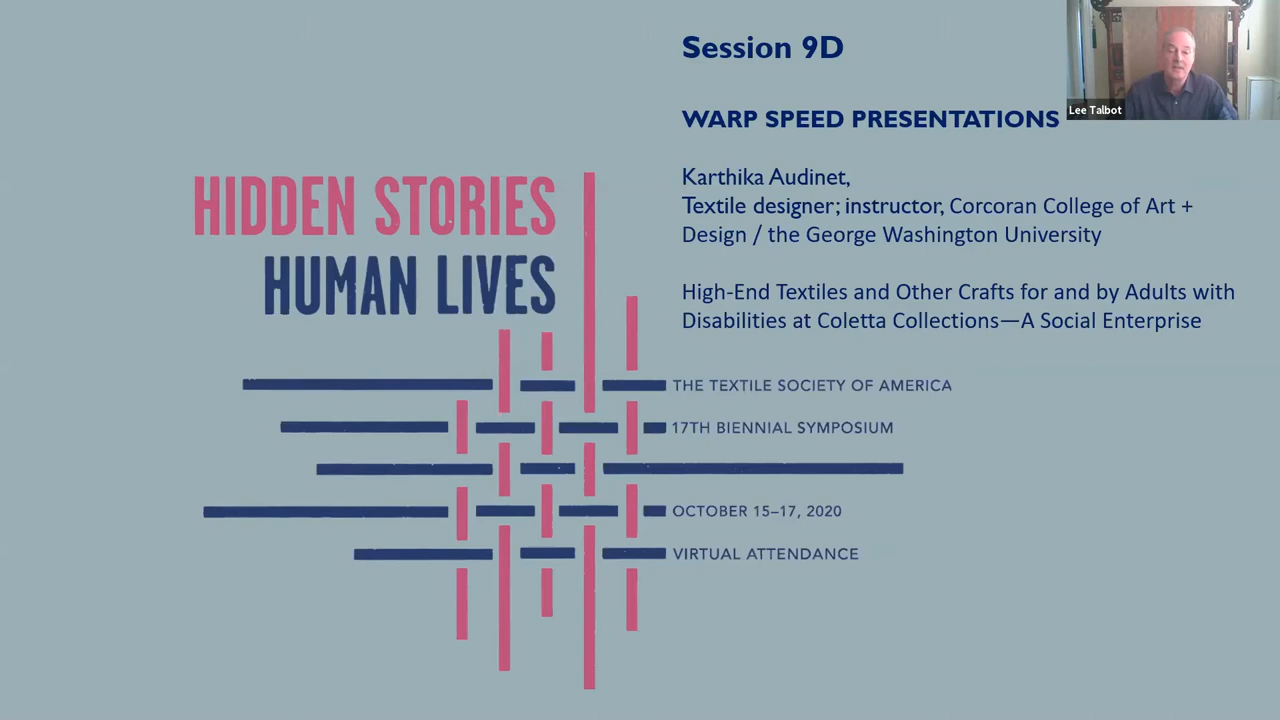 Session 9D
WARP SPEED PRESENTATIONS
Lee Talbot
Karthika Audinet,
Textile designer; instructor, Corcoran College of Art +
Design / the George Washington University
High-End Textiles and Other Crafts for and by Adults with
Disabilities at Coletta Collections—A Social Enterprise
HIDDEN STORIES
HUMAN LIVES
THE TEXTILE SOCIETY OF AMERICA
17TH BIENNIAL SYMPOSIUM
OCTOBER 15–17, 2020
VIRTUAL ATTENDANCE